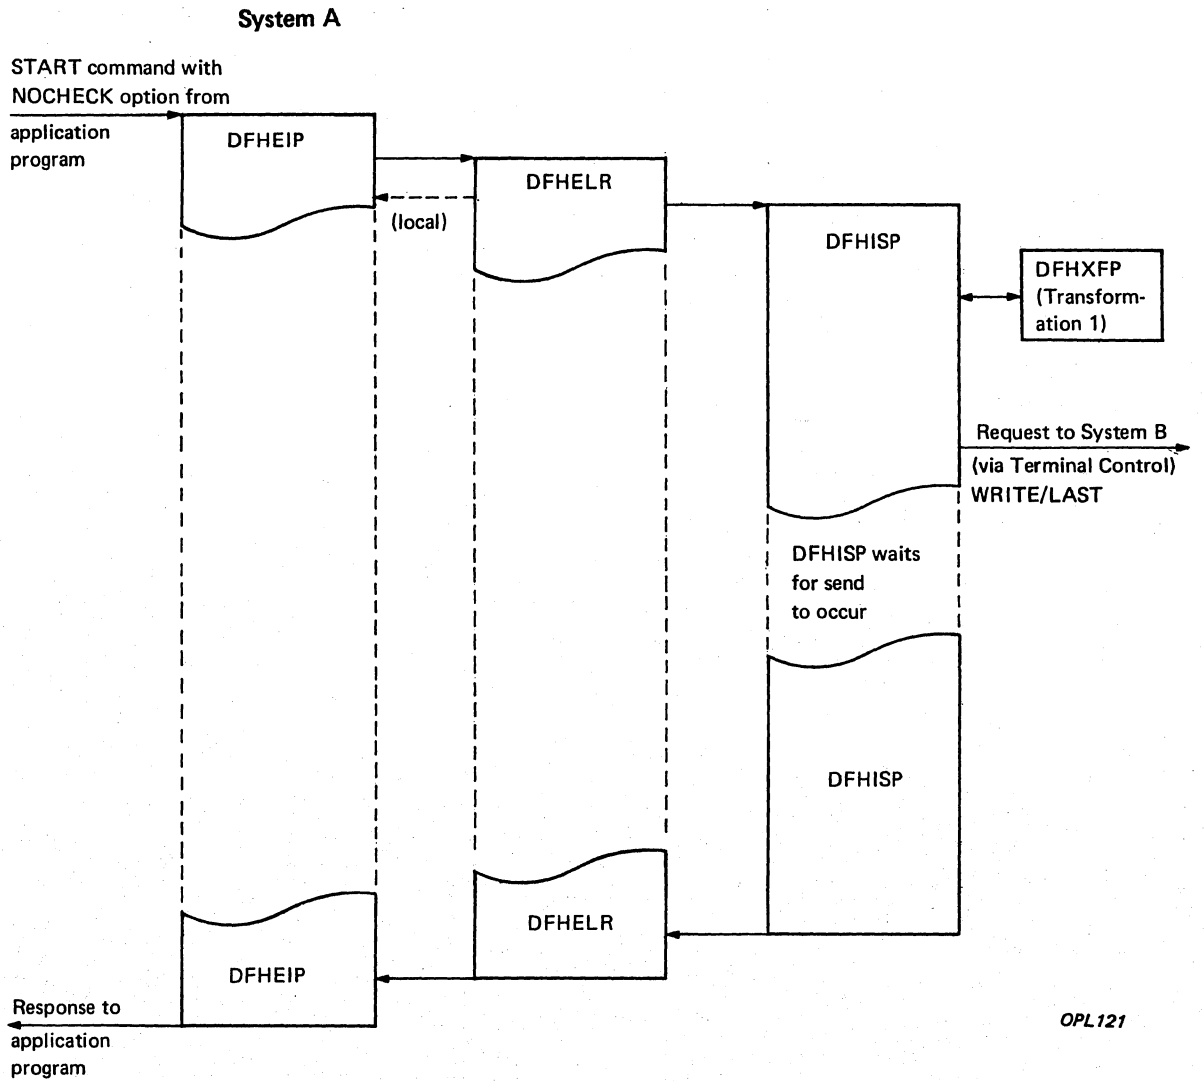 System A
START command with
NOCHECK option from
application
program
DFHEIP
DFHELR
(local)
DFHISP
DFHXFP
(Transform-
ation 1)
Request to System B
(via Terminal Control)
WRITE/LAST
DFHISP waits
for send
to occur
DFHISP
DFHELR
DFHEIP
Response to
application
program
OPL121